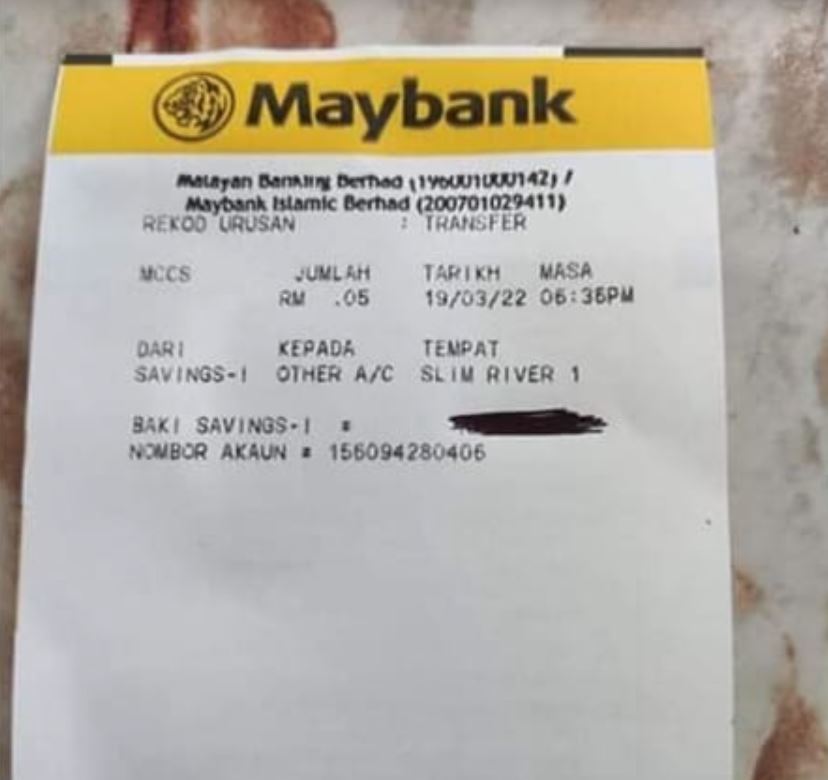 Maybank
Malayan Banking Berhad (196001000142) /
Maybank Islamic Berhad (200701029411)
REKOD URUSAN : TRANSFER
MCCS JUMLAH TARIKH MASA
RM .05 19/03/22 06:36PM
DARI KEPADA TEMPAT
SAVINGS-I OTHER A/C SLIM RIVER 1
BAKI SAVINGS-I #
NOMBOR AKAUN # 156094280406